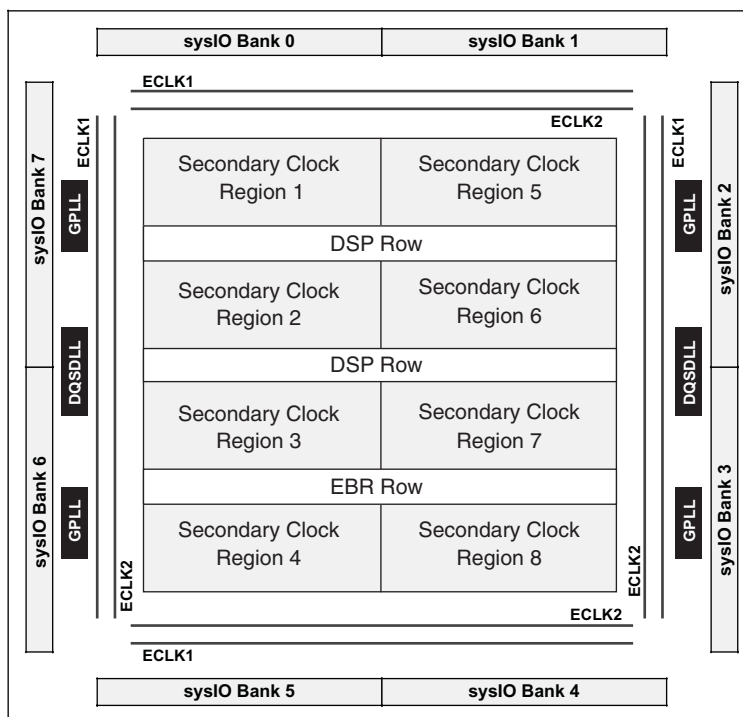 sysIO Bank 0
sysIO Bank 1
ECLK1
ECLK2
sysIO Bank 7
ECLK1
GPLL
Secondary Clock
Region 1
Secondary Clock
Region 5
ECLK1
GPLL
sysIO Bank 2
DSP Row
Secondary Clock
Region 2
Secondary Clock
Region 6
DQSDLL
DSP Row
DQSDLL
Secondary Clock
Region 3
Secondary Clock
Region 7
sysIO Bank 6
GPLL
EBR Row
GPLL
sysIO Bank 3
Secondary Clock
Region 4
Secondary Clock
Region 8
ECLK2
ECLK2
ECLK2
ECLK1
sysIO Bank 5
sysIO Bank 4